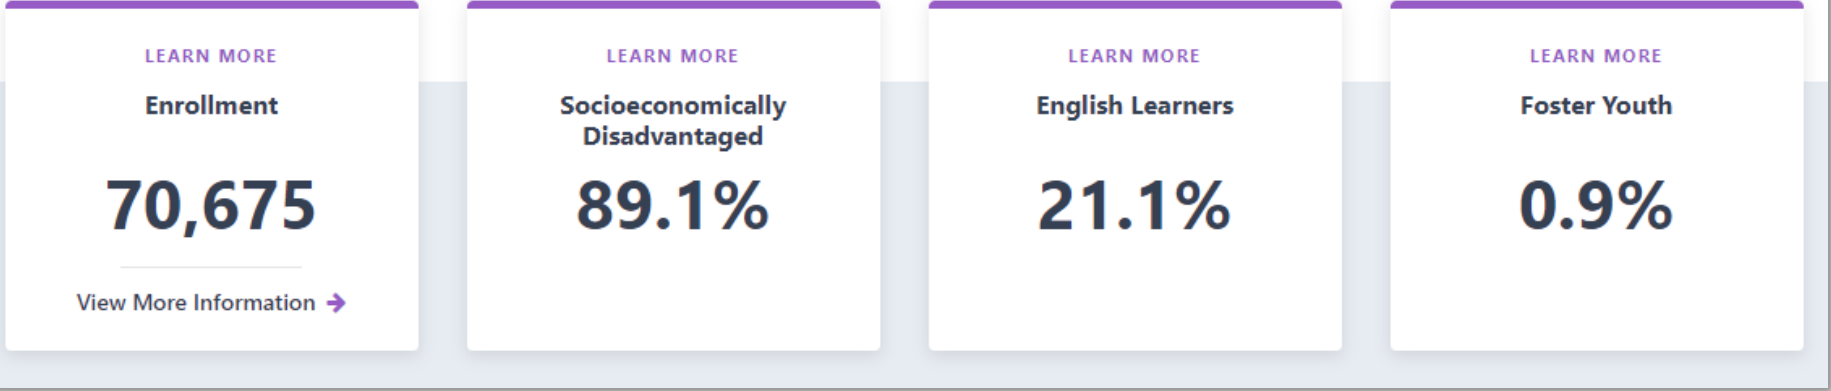 LEARN MORE
Enrollment
70,675
View More Information
LEARN MORE
Socioeconomically
Disadvantaged
89.1%
LEARN MORE
English Learners
21.1%
LEARN MORE
Foster Youth
0.9%